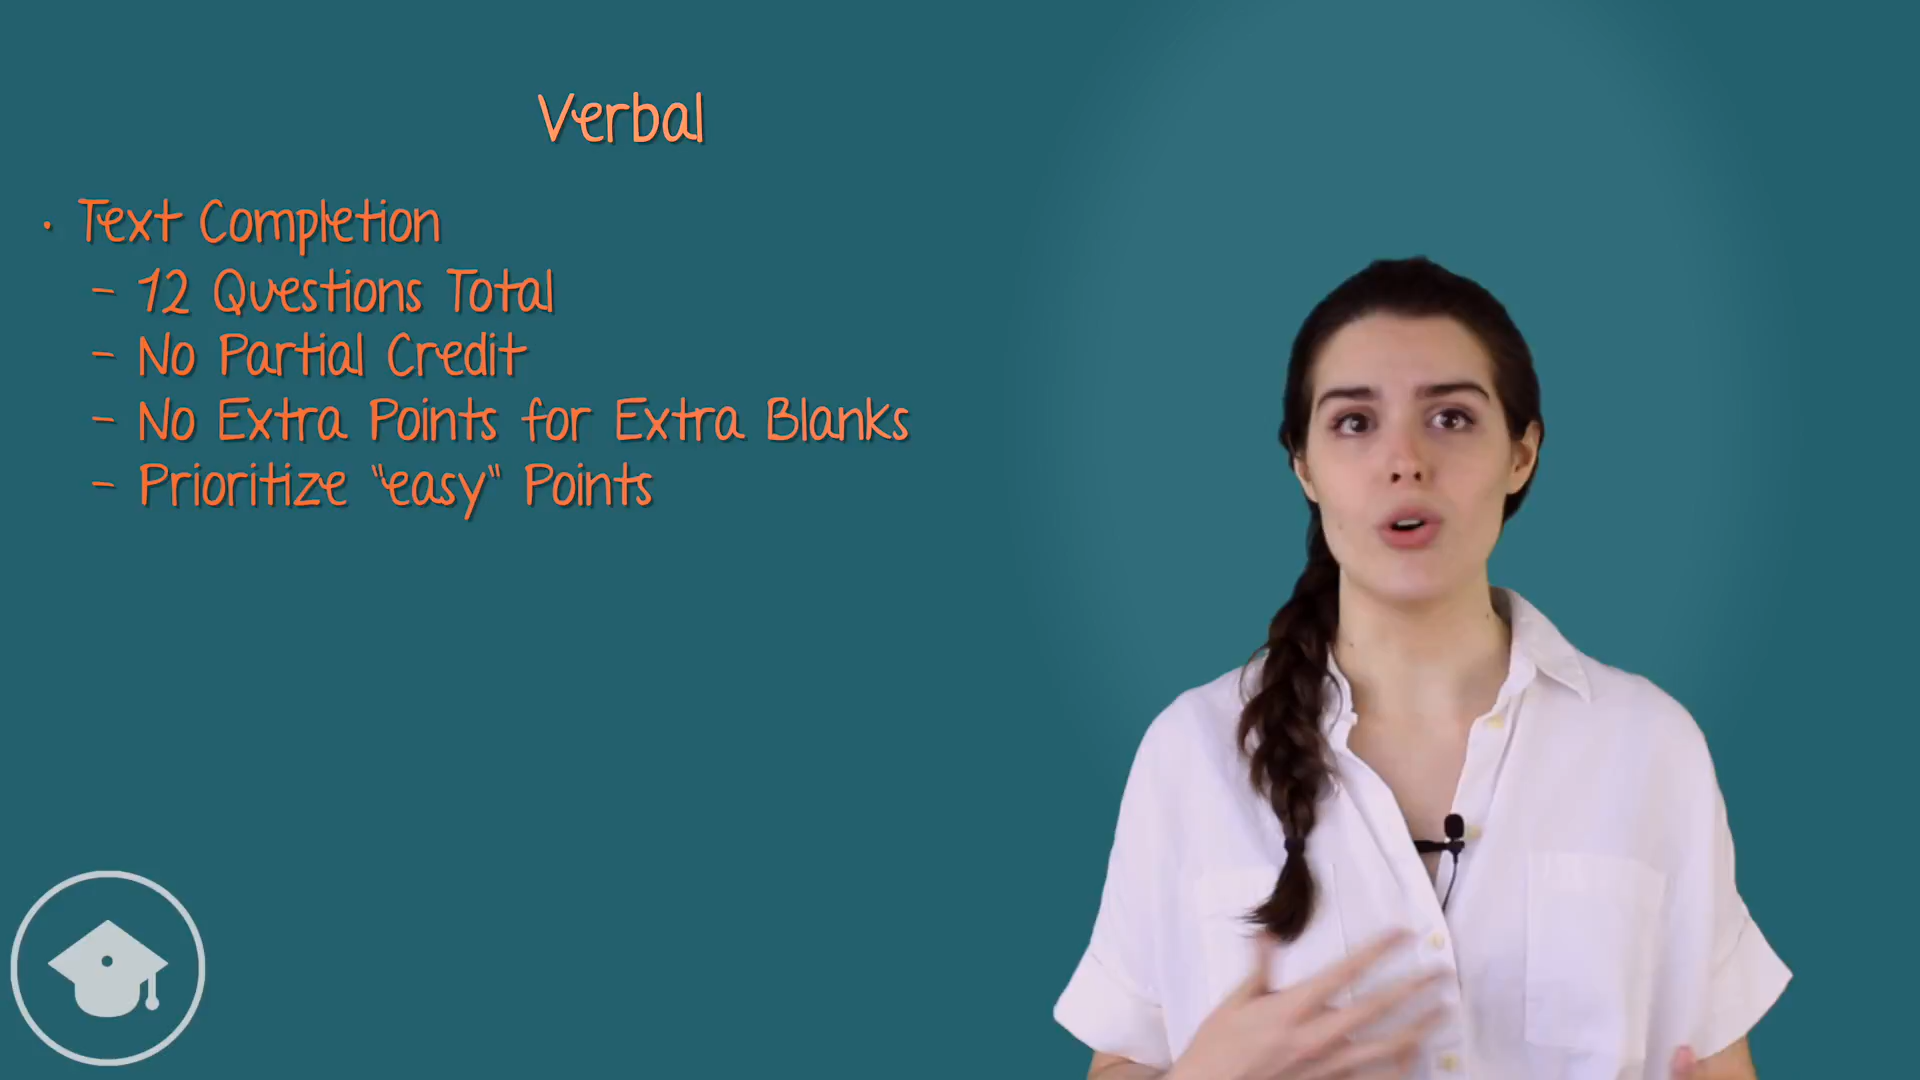 Verbal
· Text Completion
– 12 Questions Total
– No Partial Credit
– No Extra Points for Extra Blanks
– Prioritize "easy" Points